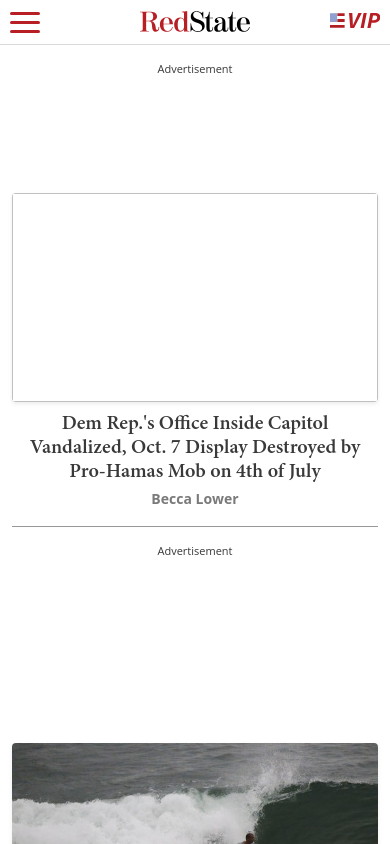 RedState
VIP
Advertisement
Dem Rep.'s Office Inside Capitol
Vandalized, Oct. 7 Display Destroyed by
Pro-Hamas Mob on 4th of July
Becca Lower
Advertisement